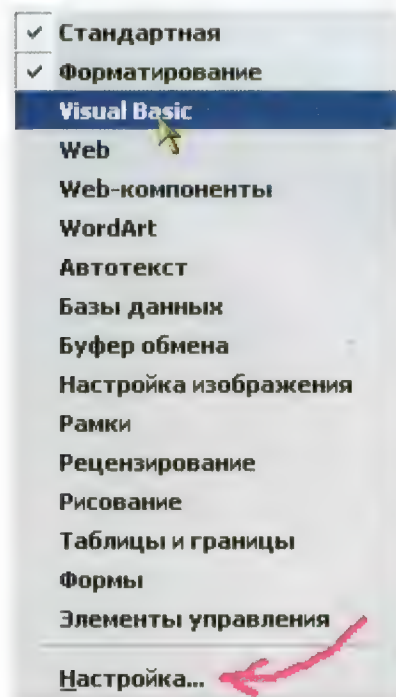 Стандартная
Форматирование
Visual Basic
Web
Web-компоненты
WordArt
Автотекст
Базы данных
Буфер обмена
Настройка изображения
Рамки
Рецензирование
Рисование
Таблицы и границы
Формы
Элементы управления
Настройка...